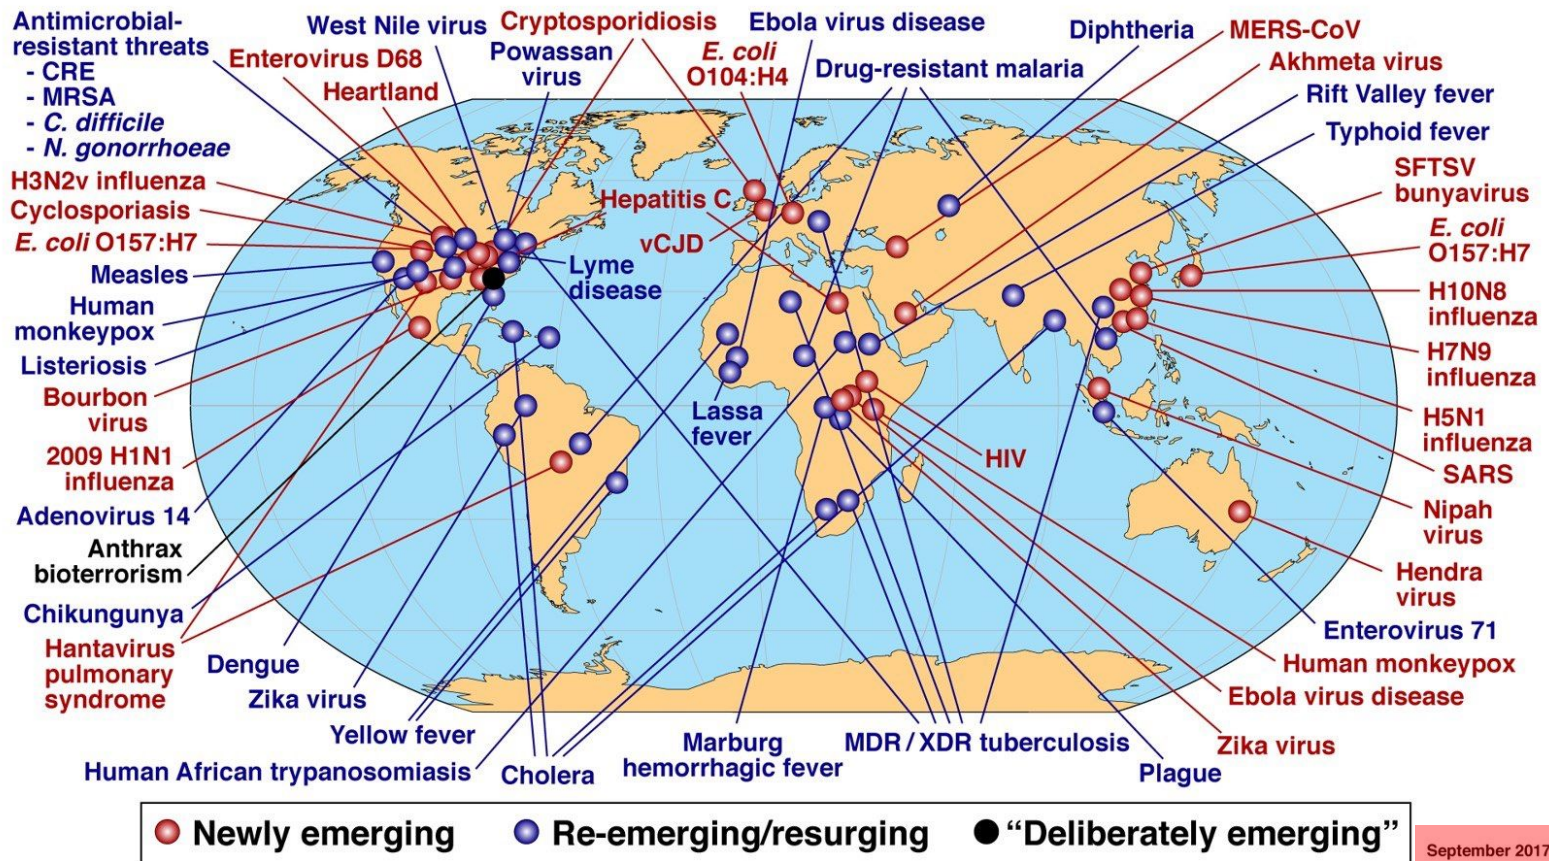 Antimicrobial-
resistant threats
- CRE
- MRSA
- C. difficile
- N. gonorrhoeae
West Nile virus
Cryptosporidiosis
Ebola virus disease
Diphtheria
MERS-CoV
Enterovirus D68
Powassan
virus
E. coli
O104:H4
Drug-resistant malaria
Akhmeta virus
Heartland
Rift Valley fever
Typhoid fever
H3N2v influenza
Cyclosporiasis
E. coli O157:H7
Measles
Human
monkeypox
Listeriosis
Bourbon
virus
2009 H1N1
influenza
Adenovirus 14
Anthrax
bioterrorism
Chikungunya
Hantavirus
pulmonary
syndrome
Hepatitis C
vCJD
Lyme
disease
Lassa
fever
HIV
SFTSV
bunyavirus
E. coli
O157:H7
H10N8
influenza
H7N9
influenza
H5N1
influenza
SARS
Nipah
virus
Hendra
virus
Enterovirus 71
Human monkeypox
Ebola virus disease
Zika virus
Plague
Dengue
Zika virus
Yellow fever
Human African trypanosomiasis
Cholera
Marburg
hemorrhagic fever
MDR / XDR tuberculosis
Newly emerging
Re-emerging/resurging
“Deliberately emerging”
September 2017